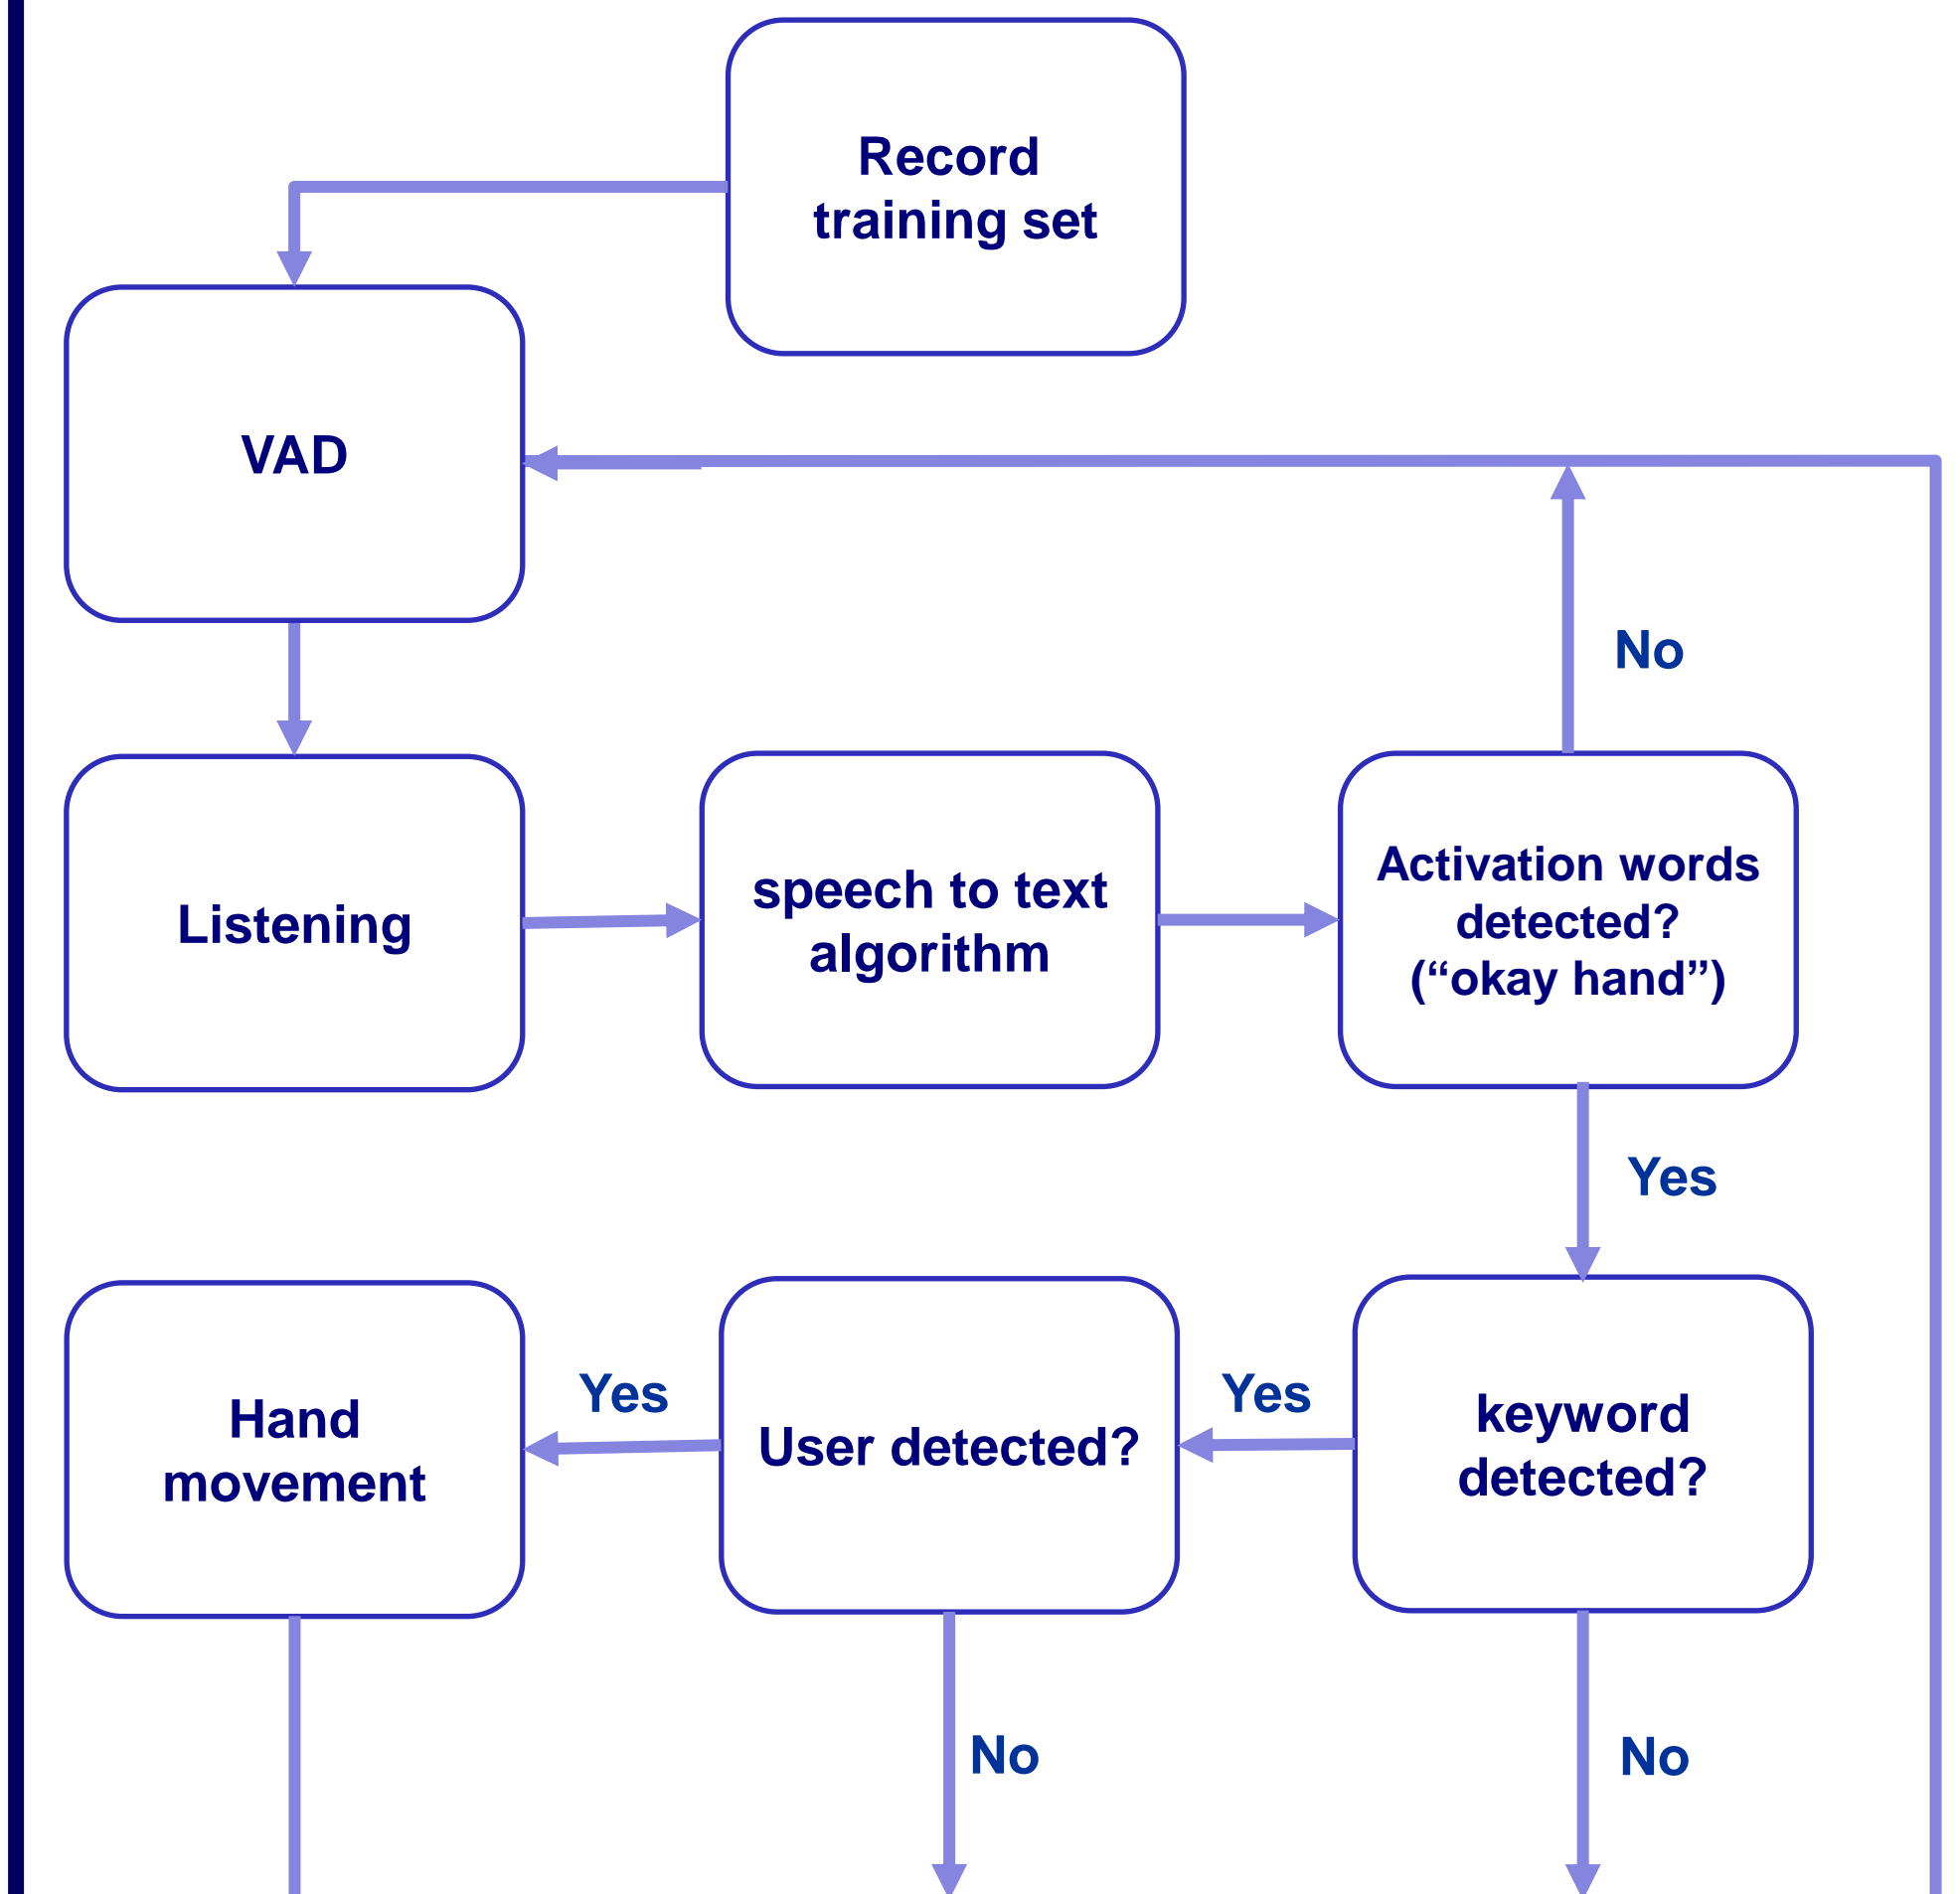 Record
training set
VAD
No
Listening
speech to text
algorithm
Activation words
detected?
(“okay hand”)
Yes
Hand
movement
Yes
User detected?
Yes
keyword
detected?
No
No